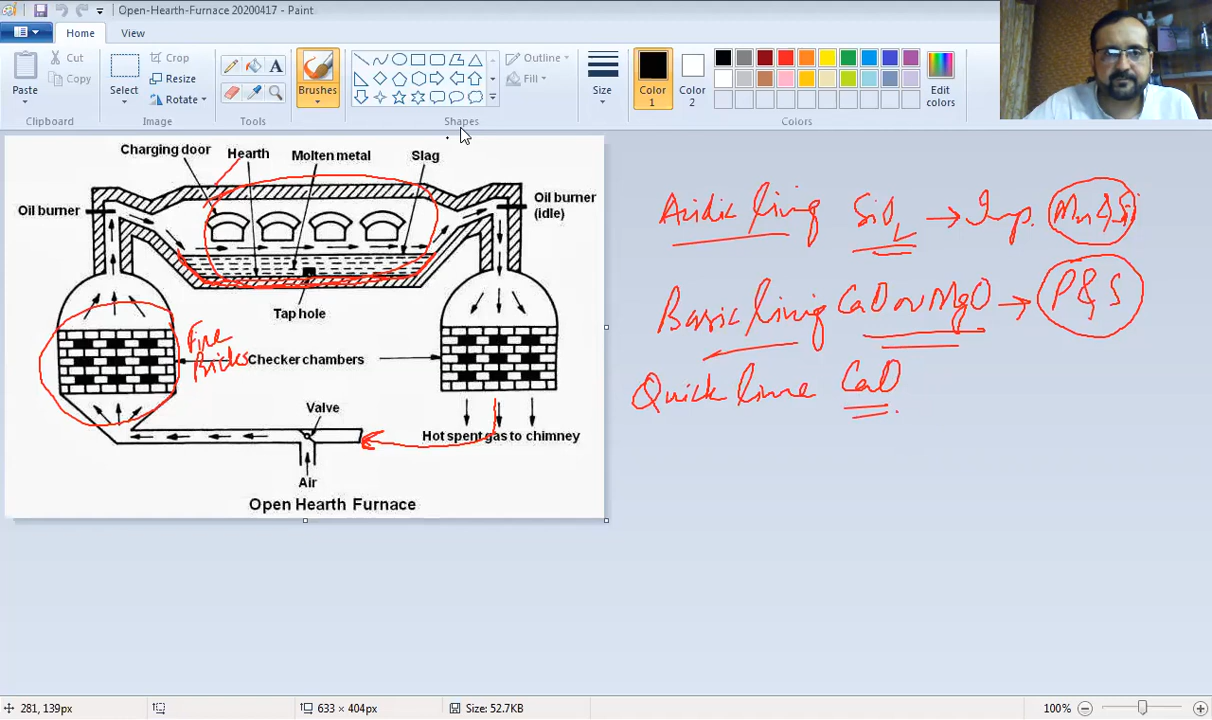 Open-Hearth-Furnace 20200417 - Paint
Home View
Paste
Cut
Copy
Clipboard
Select
Crop
Resize
Rotate
Image
A
Tools
Brushes
Shapes
Outline
Fill
Size
Color 1
Color 2
Edit colors
Colors
Charging door Hearth Molten metal Slag
Oil burner
Oil burner (idle)
Tap hole
Fire Bricks
Checker chambers
Valve
Hot spent gas to chimney
Air
Open Hearth Furnace
Acidic lining SiO2 → Imp. Mn & Si
Basic lining CaO or MgO → P & S
Quick lime CaO
281, 139px
633 × 404px
Size: 52.7KB
100%